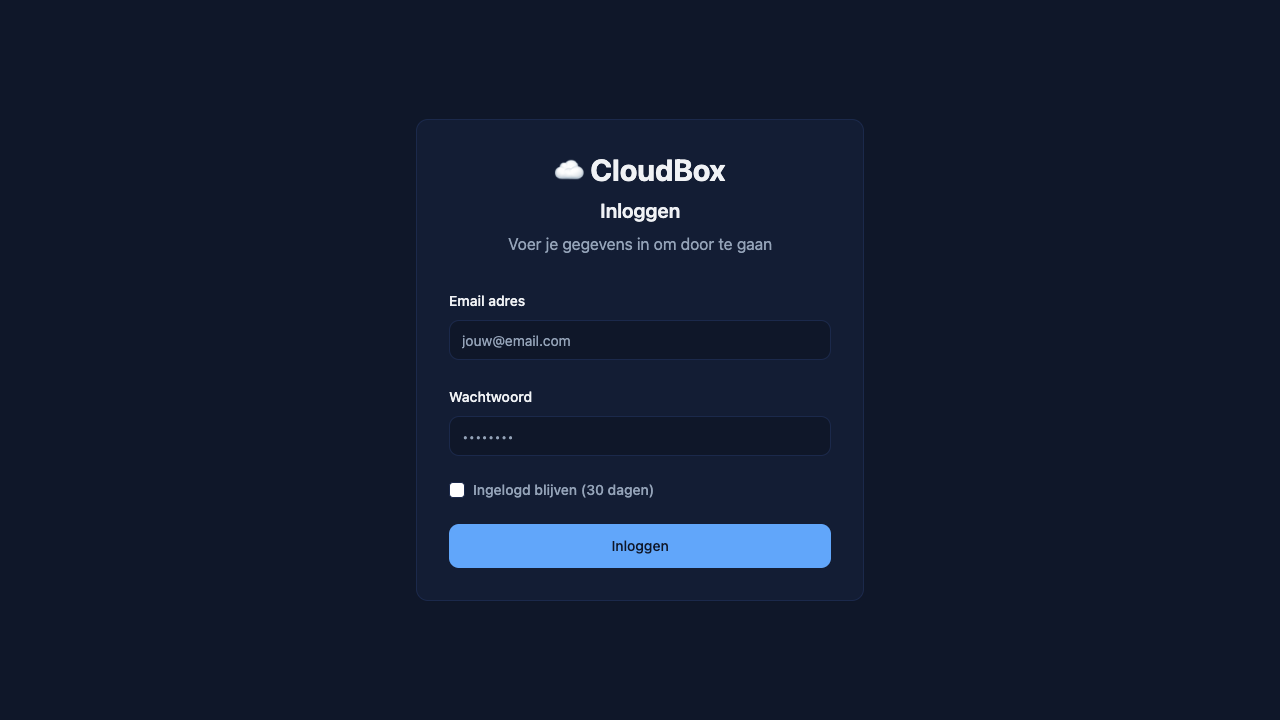 CloudBox
Inloggen
Voer je gegevens in om door te gaan
Email adres
jouw@email.com
Wachtwoord
••••••••
Ingelogd blijven (30 dagen)
Inloggen